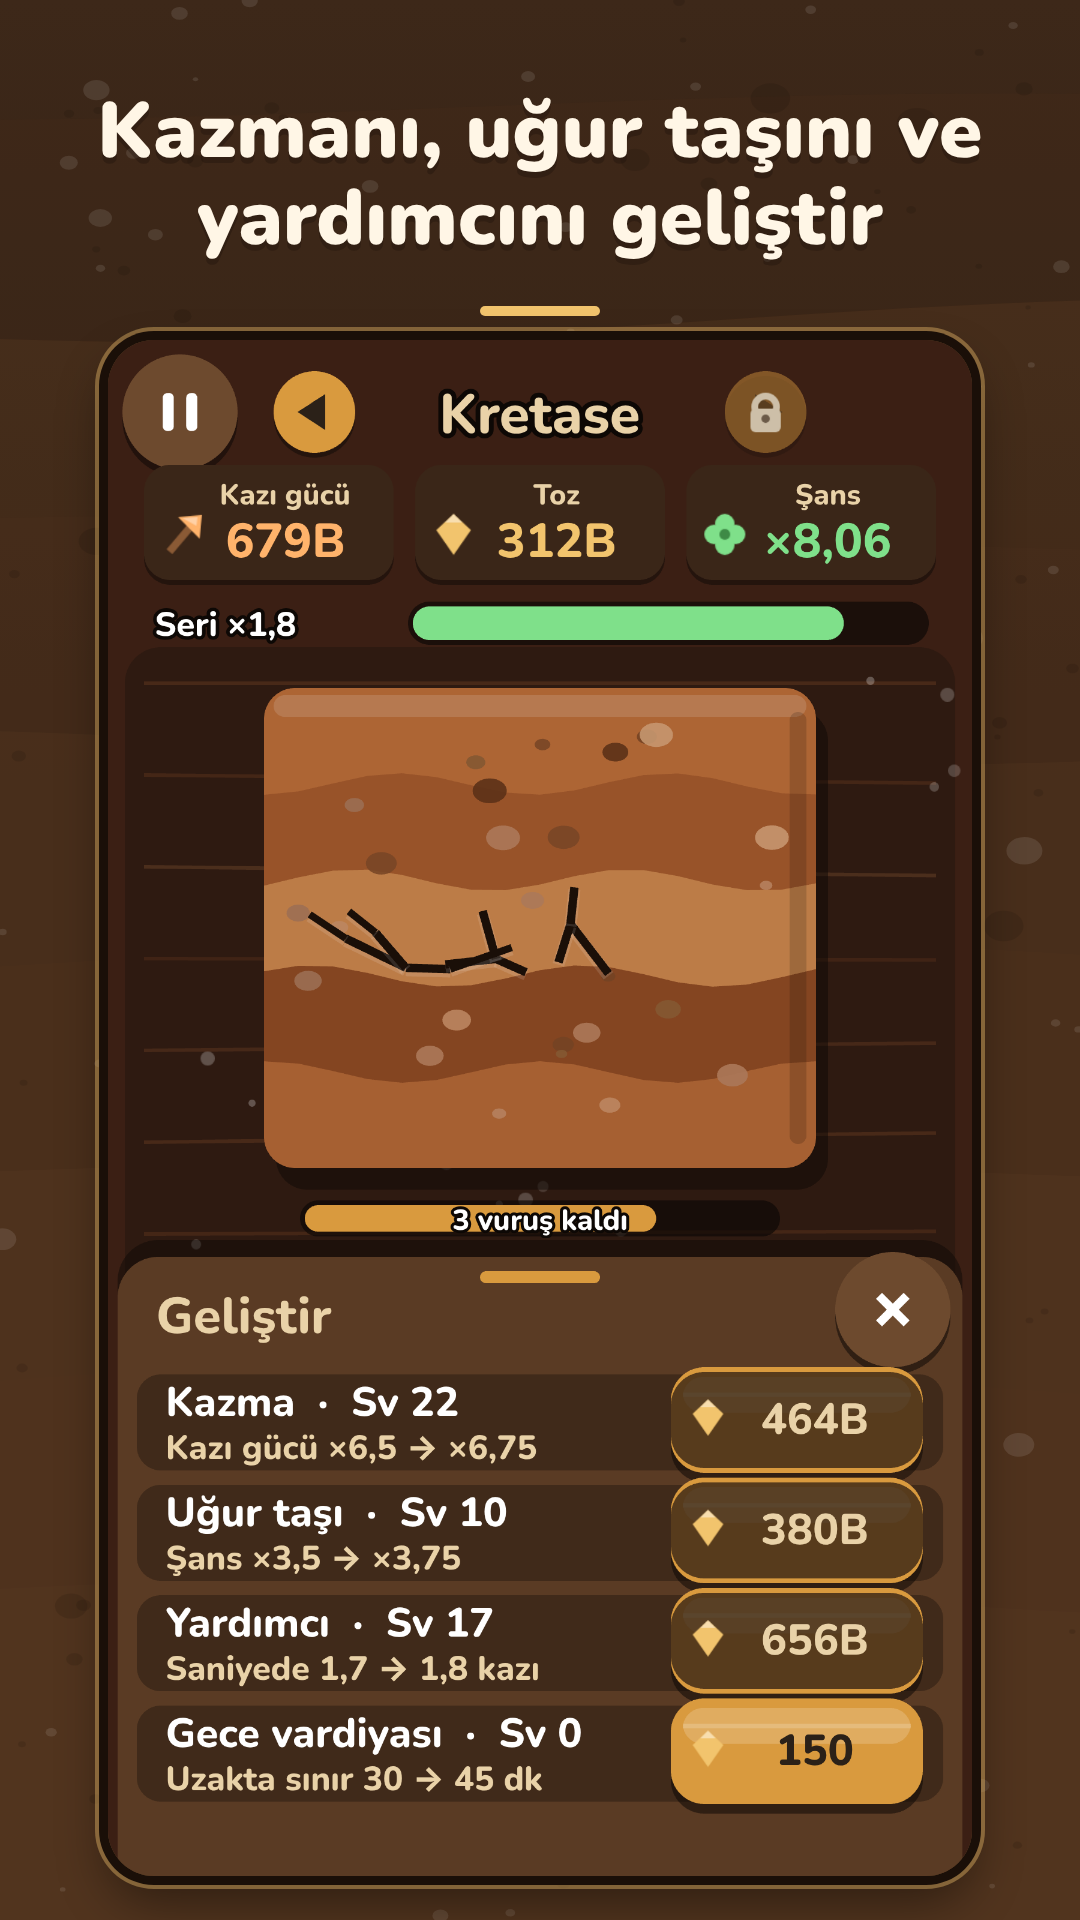 Kazmanı, uğur taşını ve
yardımcını geliştir
Kretase
Kazı gücü
679B
Toz
312B
Şans
×8,06
Seri ×1,8
3 vuruş kaldı
Geliştir
Kazma · Sv 22
Kazı gücü ×6,5 → ×6,75
464B
Uğur taşı · Sv 10
Şans ×3,5 → ×3,75
380B
Yardımcı · Sv 17
Saniyede 1,7 → 1,8 kazı
656B
Gece vardiyası · Sv 0
Uzakta sınır 30 → 45 dk
150